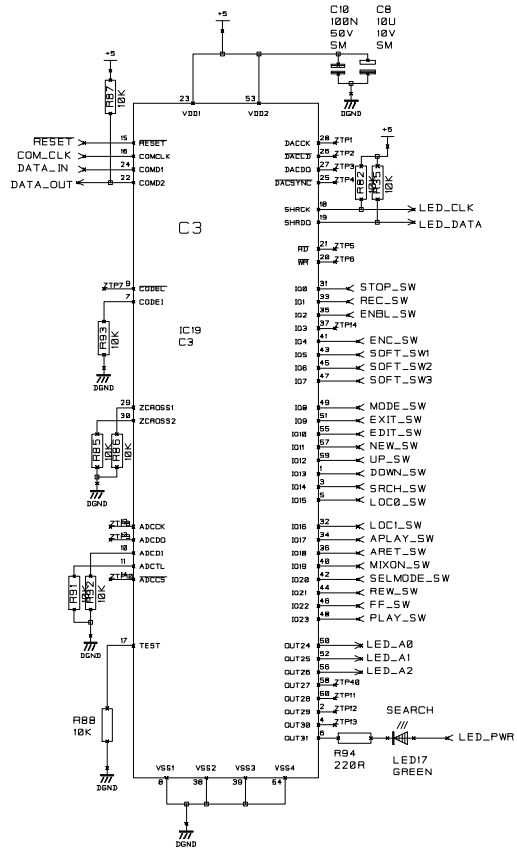 +5
C10
100N
50V
SM
C8
10U
10V
SM
DGND
+5
R87
10K
23
VDD1
53
VDD2
RESET
15
RESET
COM_CLK
16
COMCLK
DATA_IN
24
COMD1
DATA_OUT
22
COMD2
DACCK
28
ZTP1
DACLD
26
ZTP2
DACDO
27
ZTP3
DACSYNC
25
ZTP4
+5
R82
R35
10K
SHRCK
18
LED_CLK
SHRDO
19
LED_DATA
C3
RD
21
ZTP5
WR
20
ZTP6
ZTP7
9
CODEL
7
CODEI
R93
10K
DGND
IC19
C3
IO0
31
STOP_SW
IO1
33
REC_SW
IO2
35
ENBL_SW
IO3
37
ZTP14
IO4
41
ENC_SW
IO5
43
SOFT_SW1
IO6
45
SOFT_SW2
IO7
47
SOFT_SW3
29
ZCROSS1
30
ZCROSS2
R85
10K
R86
10K
DGND
IO8
49
MODE_SW
IO9
51
EXIT_SW
IO10
55
EDIT_SW
IO11
57
NEW_SW
IO12
59
UP_SW
IO13
1
DOWN_SW
IO14
3
SRCH_SW
IO15
5
LOC0_SW
ADCCK
ADCDO
10
ADCDI
11
ADCTL
ADCCS
R91
R92
10K
DGND
IO16
32
LOC1_SW
IO17
34
APLAY_SW
IO18
36
ARET_SW
IO19
40
MIXON_SW
IO20
42
SELMODE_SW
IO21
44
REW_SW
IO22
46
FF_SW
IO23
48
PLAY_SW
17
TEST
R88
10K
DGND
OUT24
50
LED_A0
OUT25
52
LED_A1
OUT26
56
LED_A2
OUT27
58
ZTP40
OUT28
60
ZTP11
OUT29
2
ZTP12
OUT30
4
ZTP13
OUT31
6
R94
220R
SEARCH
LED17
GREEN
LED_PWR
VSS1
8
VSS2
38
VSS3
39
VSS4
DGND